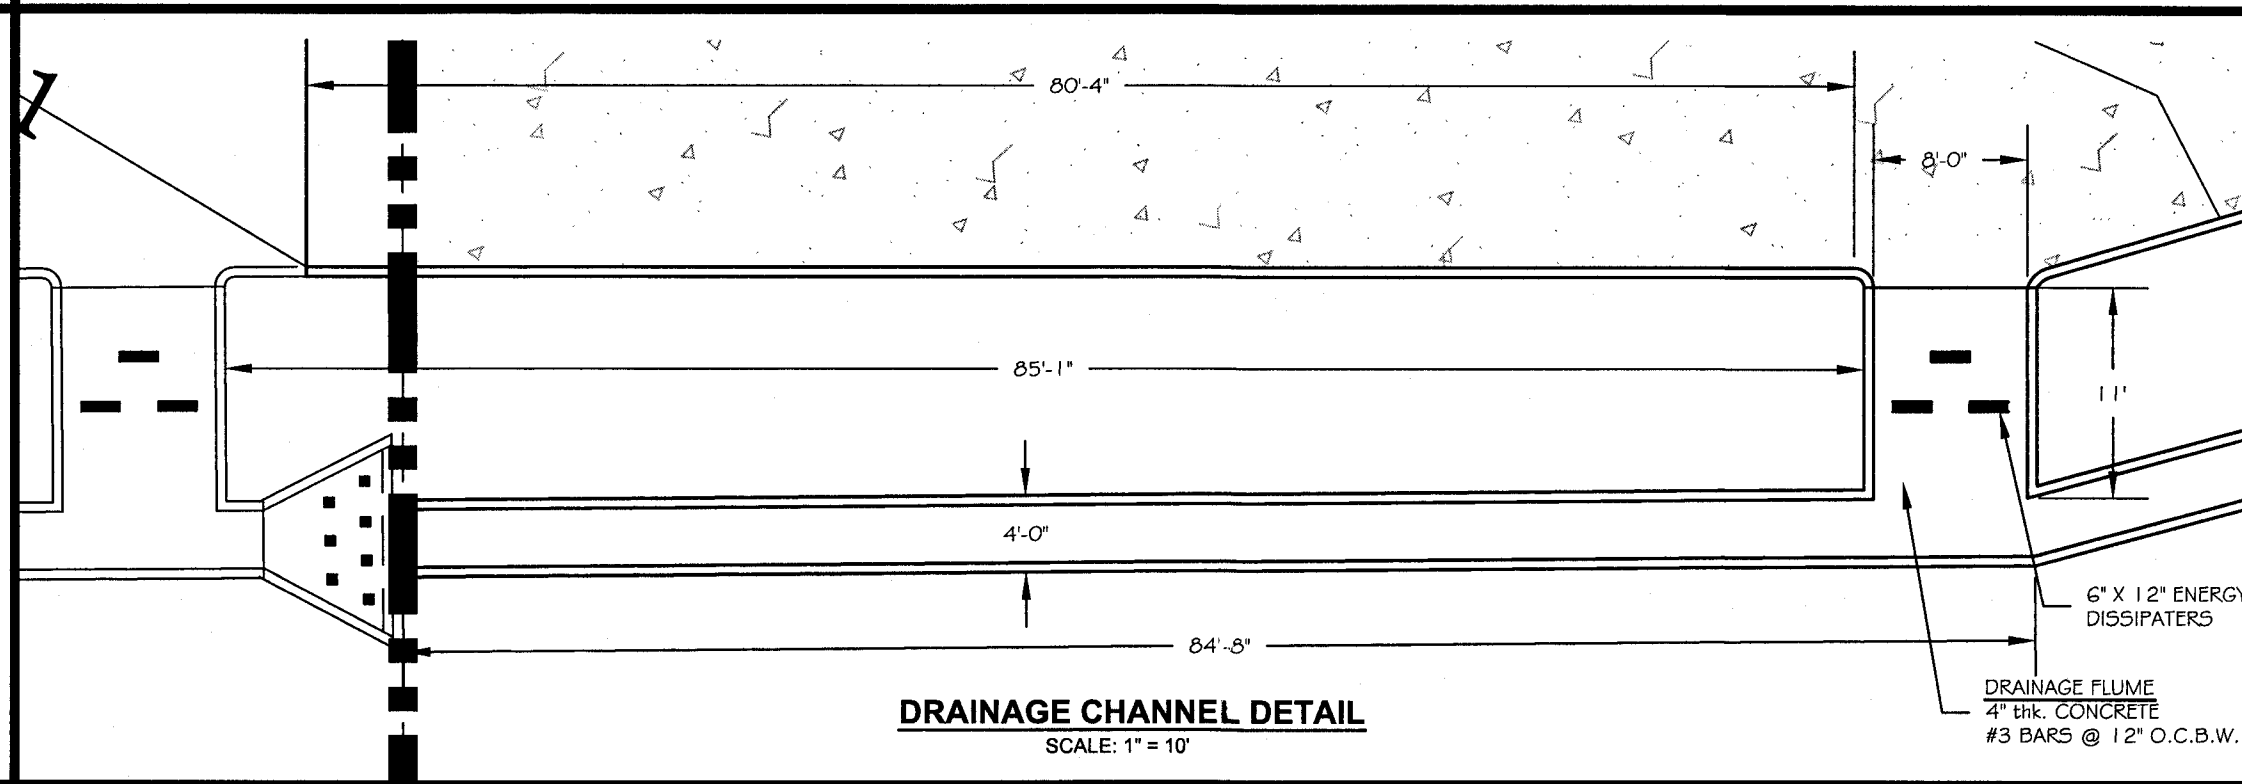 1
80'-4"
8'-0"
85'-1"
11'
4'-0"
6" X 12" ENERGY
DISSIPATERS
84'-8"
DRAINAGE FLUME
4" thk. CONCRETE
#3 BARS @ 12" O.C.B.W.
DRAINAGE CHANNEL DETAIL
SCALE: 1" = 10'